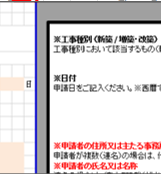 ※工事種別(新築/増築・改築)
工事種別において該当するもの(
※日付
申請日をご記入ください。※西暦
日
※申請者の住所又は主たる事務
申請者が複数(連名)の場合は、
※申請者の氏名又は名称